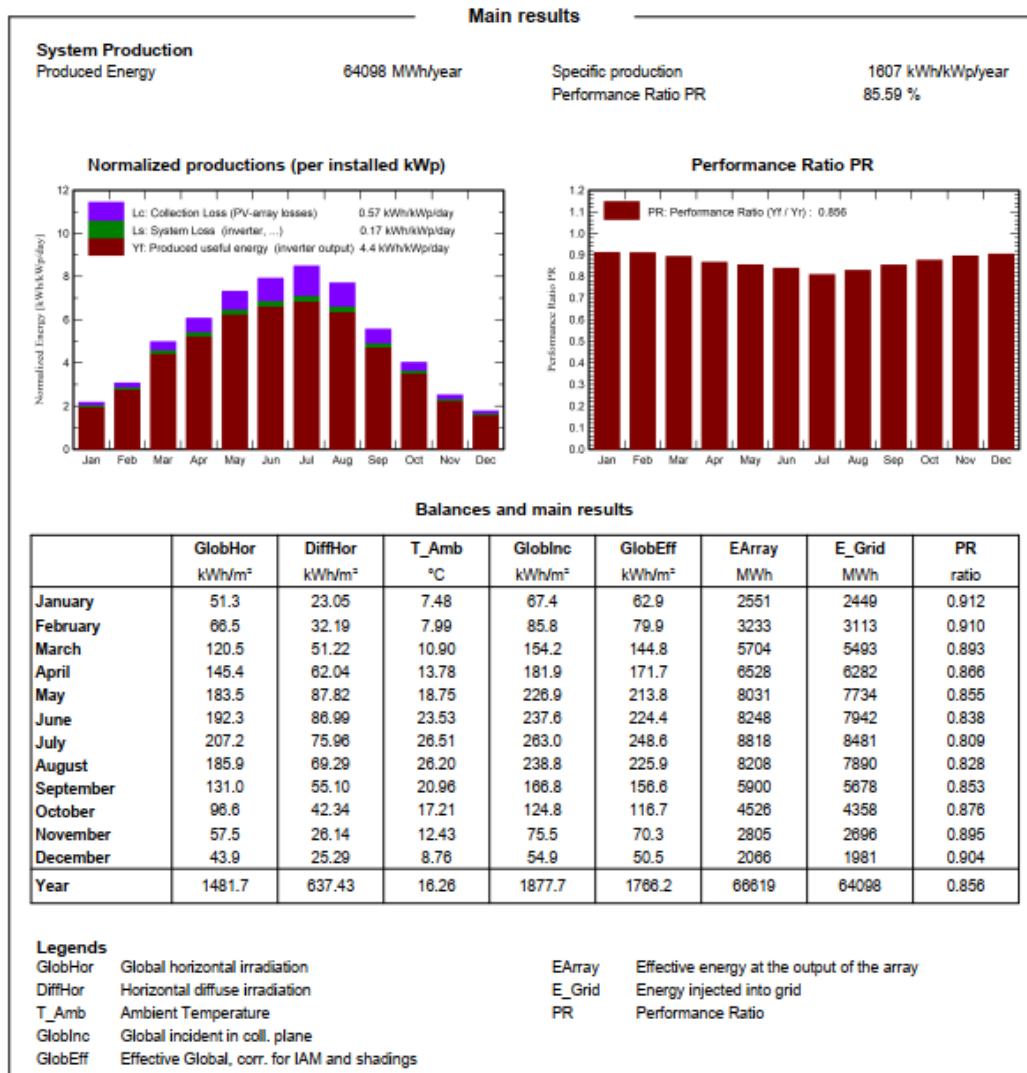 Main results
System Production
Produced Energy 64098 MWh/year Specific production 1607 kWh/kWp/year
Performance Ratio PR 85.59 %
Normalized productions (per installed kWp)
12
10
8
6
4
2
0
Normalized Energy [kWh/kWp/day]
Lc: Collection Loss (PV-array losses) 0.57 kWh/kWp/day
Ls: System Loss (inverter, ...) 0.17 kWh/kWp/day
Yf: Produced useful energy (inverter output) 4.4 kWh/kWp/day
Jan Feb Mar Apr May Jun Jul Aug Sep Oct Nov Dec
Performance Ratio PR
1.2
1.1
1.0
0.9
0.8
0.7
0.6
0.5
0.4
0.3
0.2
0.1
0.0
Performance Ratio PR
PR: Performance Ratio (Yf / Yr) : 0.856
Jan Feb Mar Apr May Jun Jul Aug Sep Oct Nov Dec
Balances and main results
GlobHor DiffHor T_Amb GlobInc GlobEff EArray E_Grid PR
kWh/m² kWh/m² °C kWh/m² kWh/m² MWh MWh ratio
January 51.3 23.05 7.48 67.4 62.9 2551 2449 0.912
February 66.5 32.19 7.99 85.8 79.9 3233 3113 0.910
March 120.5 51.22 10.90 154.2 144.8 5704 5493 0.893
April 145.4 62.04 13.78 181.9 171.7 6528 6282 0.866
May 183.5 87.82 18.75 226.9 213.8 8031 7734 0.855
June 192.3 86.99 23.53 237.6 224.4 8248 7942 0.838
July 207.2 75.96 26.51 263.0 248.6 8818 8481 0.809
August 185.9 69.29 26.20 238.8 225.9 8208 7890 0.828
September 131.0 55.10 20.96 166.8 156.6 5900 5678 0.853
October 96.6 42.34 17.21 124.8 116.7 4526 4358 0.876
November 57.5 26.14 12.43 75.5 70.3 2805 2696 0.895
December 43.9 25.29 8.76 54.9 50.5 2066 1981 0.904
Year 1481.7 637.43 16.26 1877.7 1766.2 66619 64098 0.856
Legends
GlobHor Global horizontal irradiation EArray Effective energy at the output of the array
DiffHor Horizontal diffuse irradiation E_Grid Energy injected into grid
T_Amb Ambient Temperature PR Performance Ratio
GlobInc Global incident in coll. plane
GlobEff Effective Global, corr. for IAM and shadings